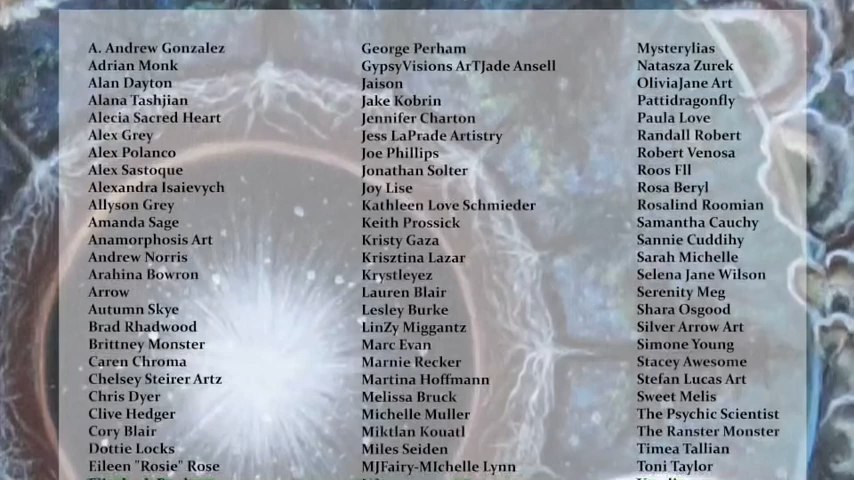 A. Andrew Gonzalez
Adrian Monk
Alan Dayton
Alana Tashjian
Alecia Sacred Heart
Alex Grey
Alex Polanco
Alex Sastoque
Alexandra Isaievych
Allyson Grey
Amanda Sage
Anamorphosis Art
Andrew Norris
Arahina Bowron
Arrow
Autumn Skye
Brad Rhadwood
Brittney Monster
Caren Chroma
Chelsey Steirer Artz
Chris Dyer
Clive Hedger
Cory Blair
Dottie Locks
Eileen "Rosie" Rose
George Perham
GypsyVisions ArTJade Ansell
Jaison
Jake Kobrin
Jennifer Charton
Jess LaPrade Artistry
Joe Phillips
Jonathan Solter
Joy Lise
Kathleen Love Schmieder
Keith Prossick
Kristy Gaza
Krisztina Lazar
Krystleyez
Lauren Blair
Lesley Burke
LinZy Miggantz
Marc Evan
Marnie Recker
Martina Hoffmann
Melissa Bruck
Michelle Muller
Miktlan Kouatl
Miles Seiden
MJFairy-MIchelle Lynn
Mysterylias
Natasza Zurek
OliviaJane Art
Pattidragonfly
Paula Love
Randall Robert
Robert Venosa
Roos Fll
Rosa Beryl
Rosalind Roomian
Samantha Cauchy
Sannie Cuddihy
Sarah Michelle
Selena Jane Wilson
Serenity Meg
Shara Osgood
Silver Arrow Art
Simone Young
Stacey Awesome
Stefan Lucas Art
Sweet Melis
The Psychic Scientist
The Ranster Monster
Timea Tallian
Toni Taylor